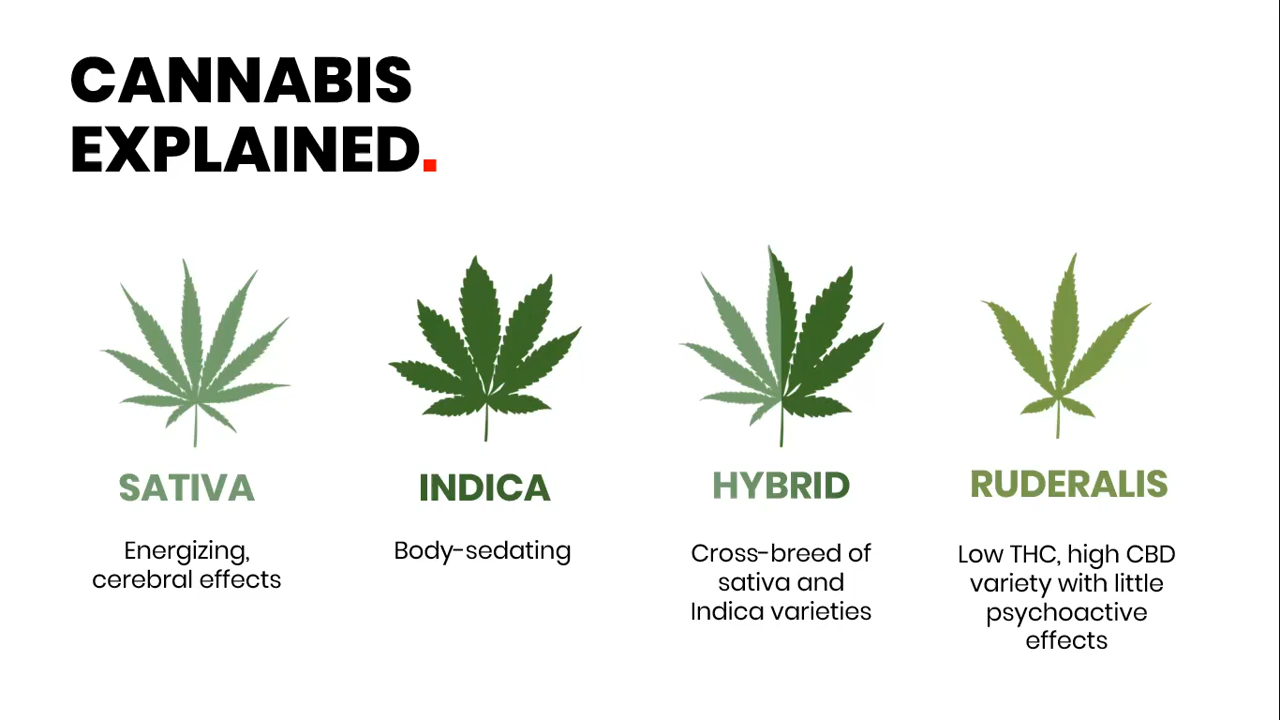 CANNABIS
EXPLAINED.
SATIVA
Energizing,
cerebral effects
INDICA
Body-sedating
HYBRID
Cross-breed of
sativa and
Indica varieties
RUDERALIS
Low THC, high CBD
variety with little
psychoactive
effects